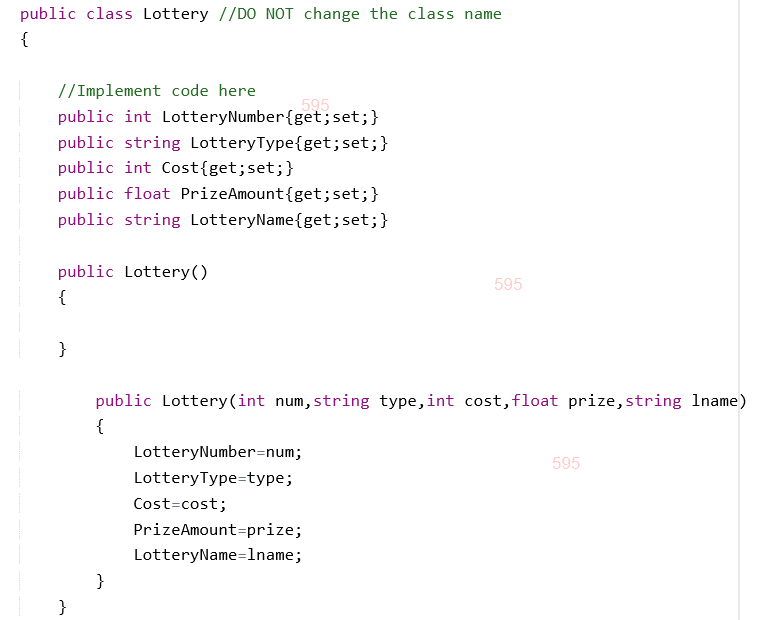 public class Lottery //DO NOT change the class name
{
//Implement code here
595
public int LotteryNumber{get;set;}
public string LotteryType{get;set;}
public int Cost{get;set;}
public float PrizeAmount{get;set;}
public string LotteryName{get;set;}
public Lottery()
595
{
}
public Lottery(int num,string type,int cost,float prize,string lname)
{
LotteryNumber=num;
595
LotteryType=type;
Cost=cost;
PrizeAmount=prize;
LotteryName=lname;
}
}